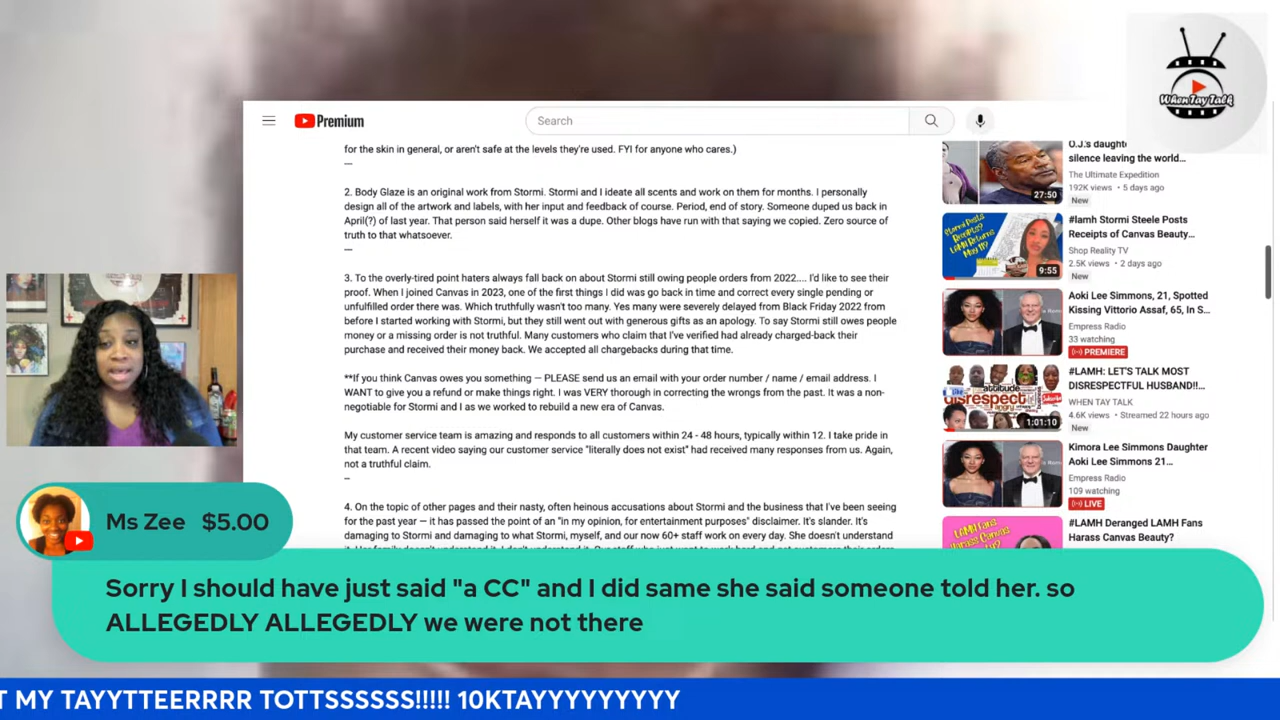 WhenTayTalk
Premium
Search
for the skin in general, or aren't safe at the levels they're used. FYI for anyone who cares.)
---
2. Body Glaze is an original work from Stormi. Stormi and I ideate all scents and work on them for months. I personally
design all of the artwork and labels, with her input and feedback of course. Period, end of story. Someone duped us back in
April(?) of last year. That person said herself it was a dupe. Other blogs have run with that saying we copied. Zero source of
truth to that whatsoever.
---
3. To the overly-tired point haters always fall back on about Stormi still owing people orders from 2022.... I'd like to see their
proof. When I joined Canvas in 2023, one of the first things I did was go back in time and correct every single pending or
unfulfilled order there was. Which truthfully wasn't too many. Yes many were severely delayed from Black Friday 2022 from
before I started working with Stormi, but they still went out with generous gifts as an apology. To say Stormi still owes people
money or a missing order is not truthful. Many customers who claim that I've verified had already charged-back their
purchase and received their money back. We accepted all chargebacks during that time.
**If you think Canvas owes you something — PLEASE send us an email with your order number / name / email address. I
WANT to give you a refund or make things right. I was VERY thorough in correcting the wrongs from the past. It was a non-
negotiable for Stormi and I as we worked to rebuild a new era of Canvas.
My customer service team is amazing and responds to all customers within 24 - 48 hours, typically within 12. I take pride in
that team. A recent video saying our customer service "literally does not exist" had received many responses from us. Again,
not a truthful claim.
--
4. On the topic of other pages and their nasty, often heinous accusations about Stormi and the business that I've been seeing
for the past year — it has passed the point of an "in my opinion, for entertainment purposes" disclaimer. It's slander. It's
damaging to Stormi and damaging to what Stormi, myself, and our now 60+ staff work on every day. She doesn't understand
O.J.'s daught
silence leaving the world...
The Ultimate Expedition
192K views • 5 days ago
New
27:50
#lamh Stormi Steele Posts
Receipts of Canvas Beauty...
Shop Reality TV
2.5K views • 2 days ago
New
9:55
Aoki Lee Simmons, 21, Spotted
Kissing Vittorio Assaf, 65, In S...
Empress Radio
33 watching
PREMIERE
#LAMH: LET'S TALK MOST
DISRESPECTFUL HUSBAND!!...
WHEN TAY TALK
4.6K views • Streamed 22 hours ago
New
attitude
disrespect
1:01:10
Kimora Lee Simmons Daughter
Aoki Lee Simmons 21...
Empress Radio
109 watching
LIVE
#LAMH Deranged LAMH Fans
Harass Canvas Beauty?
Ms Zee $5.00
Sorry I should have just said "a CC" and I did same she said someone told her. so
ALLEGEDLY ALLEGEDLY we were not there
T MY TAYYTTEERRRR TOTTSSSSSS!!!!! 10KTAYYYYYYYYY